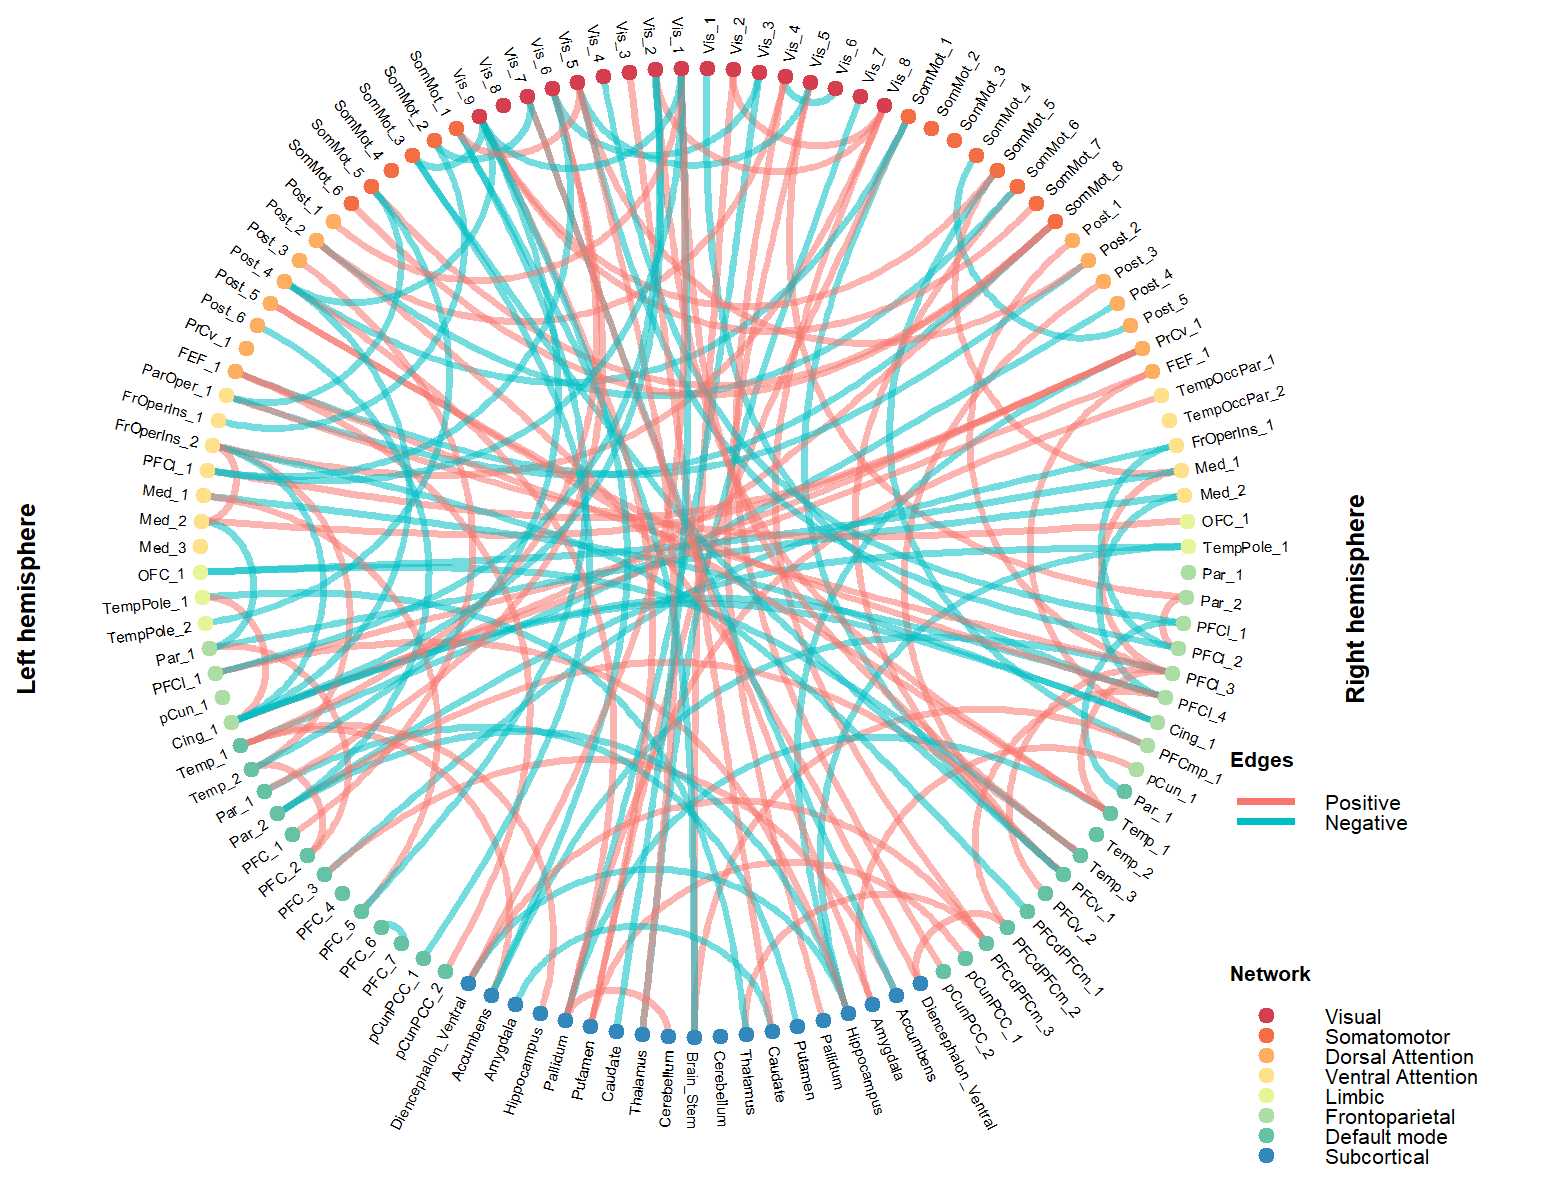 Vis_1
Vis_2
Vis_3
Vis_4
Vis_5
Vis_6
Vis_7
Vis_8
SomMot_1
SomMot_2
SomMot_3
SomMot_4
SomMot_5
SomMot_6
SomMot_7
SomMot_8
Post_1
Post_2
Post_3
Post_4
Post_5
PrCv_1
FEF_1
TempOccPar_1
TempOccPar_2
FrOperIns_1
Med_1
Med_2
OFC_1
TempPole_1
Par_1
Par_2
PFCl_1
PFCl_2
PFCl_3
PFCl_4
Cing_1
PFCmp_1
pCun_1
Par_1
Temp_1
Temp_2
Temp_3
PFCv_1
PFCv_2
PFCdPFCm_1
PFCdPFCm_2
PFCdPFCm_3
pCunPCC_1
pCunPCC_2
Diencephalon_Ventral
Accumbens
Amygdala
Hippocampus
Pallidum
Putamen
Caudate
Thalamus
Cerebellum
Brain_Stem
Cerebellum
Thalamus
Caudate
Putamen
Pallidum
Hippocampus
Amygdala
Accumbens
Diencephalon_Ventral
pCunPCC_2
pCunPCC_1
PFC_7
PFC_6
PFC_5
PFC_4
PFC_3
PFC_2
PFC_1
Par_2
Par_1
Temp_2
Temp_1
Cing_1
pCun_1
PFCl_1
Par_1
TempPole_2
TempPole_1
OFC_1
Med_3
Med_2
Med_1
PFCl_1
FrOperIns_2
FrOperIns_1
ParOper_1
FEF_1
PrCv_1
Post_6
Post_5
Post_4
Post_3
Post_2
Post_1
SomMot_6
SomMot_5
SomMot_4
SomMot_3
SomMot_2
SomMot_1
Vis_9
Vis_8
Vis_7
Vis_6
Vis_5
Vis_4
Vis_3
Vis_2
Vis_1
Left hemisphere
Right hemisphere
Edges
Positive
Negative
Network
Visual
Somatomotor
Dorsal Attention
Ventral Attention
Limbic
Frontoparietal
Default mode
Subcortical